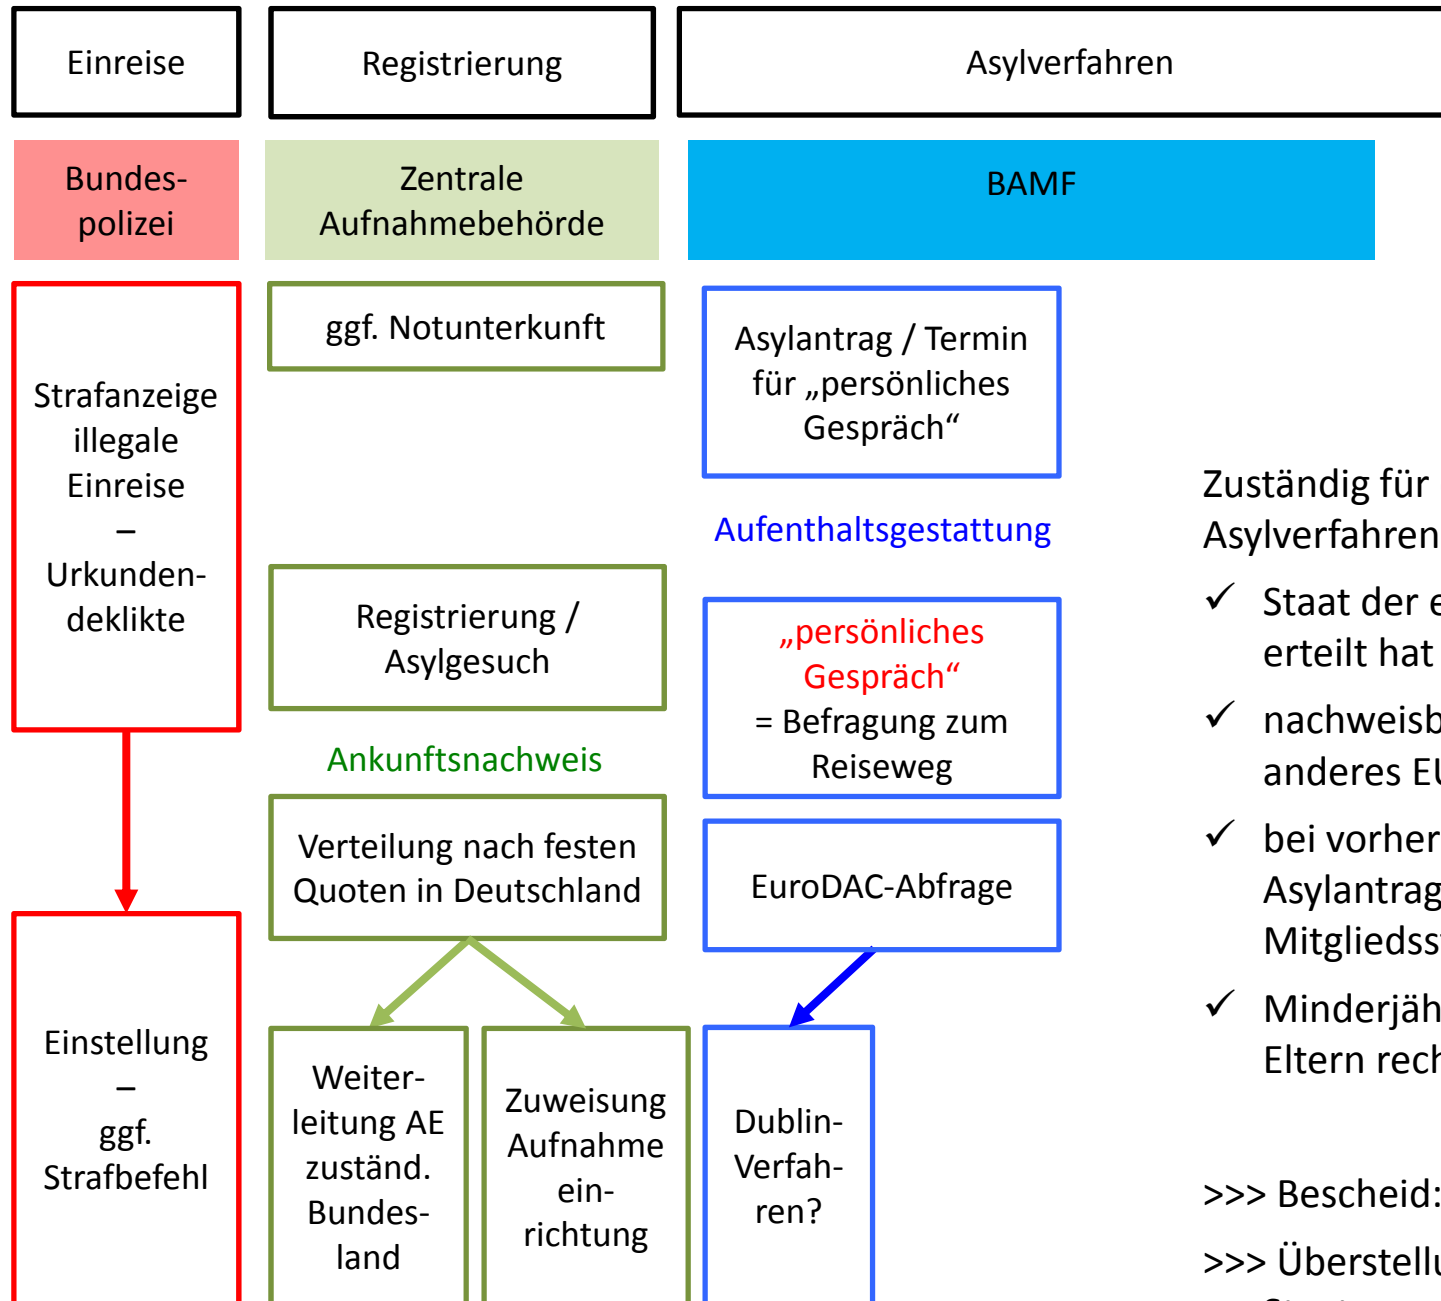 Einreise
Registrierung
Asylverfahren
Bundes-
polizei
Zentrale
Aufnahmebehörde
BAMF
Strafanzeige
illegale
Einreise
–
Urkunden-
deklikte
Einstellung
–
ggf.
Strafbefehl
ggf. Notunterkunft
Registrierung /
Asylgesuch
Ankunftsnachweis
Verteilung nach festen
Quoten in Deutschland
Weiter-
leitung AE
zuständ.
Bundes-
land
Zuweisung
Aufnahme
ein-
richtung
Asylantrag / Termin
für „persönliches
Gespräch“
Aufenthaltsgestattung
„persönliches
Gespräch“
= Befragung zum
Reiseweg
EuroDAC-Abfrage
Dublin-
Verfah-
ren?
Zuständig für
Asylverfahren
✓ Staat der
erteilt hat
✓
anderes
✓ bei vorher
Asylantrag
✓
Eltern
>>> Bescheid:
>>>